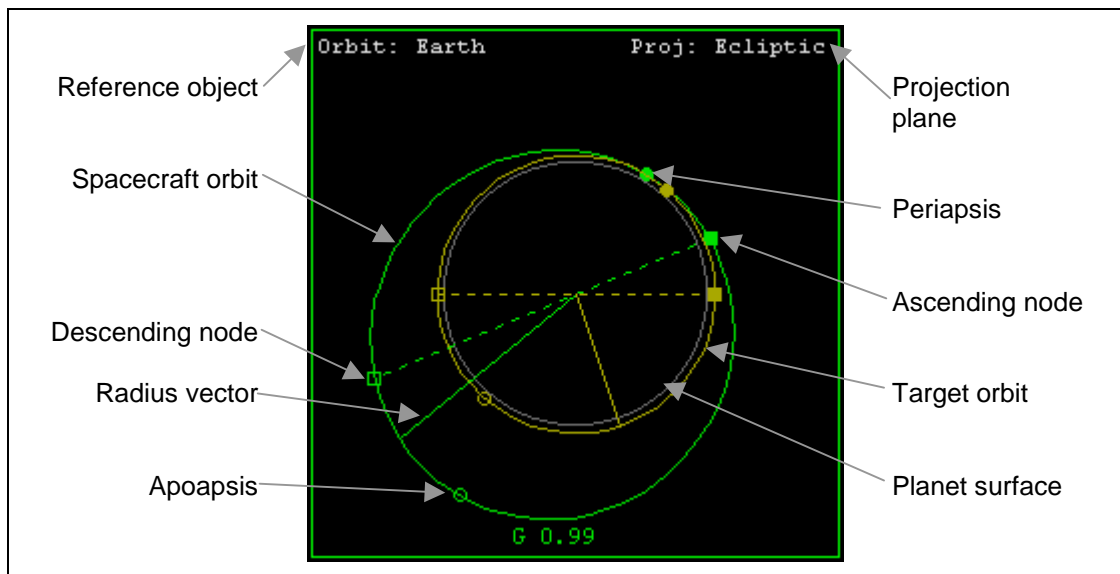 Orbit: Earth
Proj: Ecliptic
Reference object
Projection
plane
Spacecraft orbit
Periapsis
Ascending node
Descending node
Radius vector
Target orbit
Apoapsis
Planet surface
G 0.99